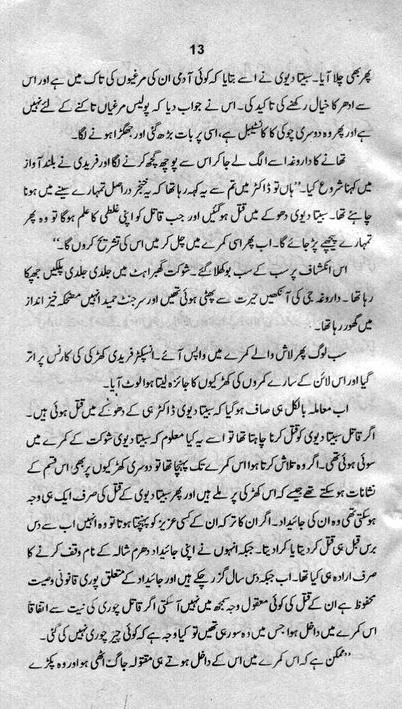 13
پھر بھی چلا آیا۔ سیتا دیوی نے اسے بتایا کہ کوئی آدمی ان کی مرغیوں کی تاک میں ہے اور اس
سے ادھر کا خیال رکھنے کی تاکید کی۔ اس نے جواب دیا کہ پولیس مرغیاں تاکنے کے لئے نہیں
ہے اور پھر وہ دوسری چوکی کا کانسٹیبل ہے، اسی پر بات بڑھ گئی اور جھگڑا ہونے لگا۔
تھانے کا داروغہ اسے الگ لے جا کر اس سے پوچھ گچھ کرنے لگا اور فریدی نے بلند آواز
میں کہنا شروع کیا۔ ”ہاں تو ڈاکٹر میں تم سے یہ کہہ رہا تھا کہ یہ خنجر دراصل تمہارے سینے میں ہونا
چاہئے تھا۔ سیتا دیوی دھوکے میں قتل ہو گئیں اور جب قاتل کو اپنی غلطی کا علم ہوگا تو وہ پھر
تمہارے پیچھے پڑ جائے گا۔ اب پھر اسی کمرے میں چل کر میں اس کی تشریح کروں گا۔“
اس انکشاف پر سب کے سب بوکھلا گئے۔ شوکت گھبراہٹ میں جلدی جلدی پلکیں جھپکا
رہا تھا۔ داروغہ جی کی آنکھیں حیرت سے پھٹی ہوئی تھیں اور سرجنٹ حمید انہیں مضحکہ خیز انداز
میں گھور رہا تھا۔
سب لوگ پھر لاش والے کمرے میں واپس آئے۔ انسپکٹر فریدی کھڑکی کی کارنس پر اتر
گیا اور اس لائن کے سارے کمروں کی کھڑکیوں کا جائزہ لیتا ہوا لوٹ آیا۔
اب معاملہ بالکل ہی صاف ہو گیا کہ سیتا دیوی ڈاکٹر ہی کے دھوکے میں قتل ہوئی ہیں۔
اگر قاتل سیتا دیوی کو قتل کرنا چاہتا تھا تو اسے یہ کیا معلوم کہ سیتا دیوی شوکت کے کمرے میں
سوئی ہوئی تھی۔ اگر وہ تلاش کرتا ہوا اس کمرے تک پہنچا تھا تو دوسری کھڑکیوں پر بھی اس قسم کے
نشانات ہو سکتے تھے جیسے کہ اس کھڑکی پر ملے ہیں اور پھر سیتا دیوی کے قتل کی صرف ایک ہی وجہ
ہو سکتی تھی وہ ان کی جائیداد۔ اگر ان کا ترکہ ان کے کسی عزیز کو پہنچتا ہوتا تو وہ انہیں اب سے دس
برس قبل ہی قتل کر دیتا یا کرا دیتا۔ جبکہ انہوں نے اپنی جائیداد دھرم شالہ کے نام وقف کرنے کا
صرف ارادہ ہی کیا تھا۔ اب جبکہ دس سال گزر چکے ہیں اور جائیداد کے متعلق پوری قانونی وصیت
محفوظ ہے ان کے قتل کی کوئی معقول وجہ سمجھ میں نہیں آ سکتی اگر قاتل چوری کی نیت سے اتفاقاً
اس کمرے میں داخل ہوا جس میں وہ سو رہی تھیں تو کیا وجہ ہے کہ کوئی چیز چوری نہیں کی گئی۔
”ممکن ہے کہ اس کمرے میں اس کے داخل ہوتے ہی مقتولہ جاگ اٹھی ہو اور وہ پکڑے